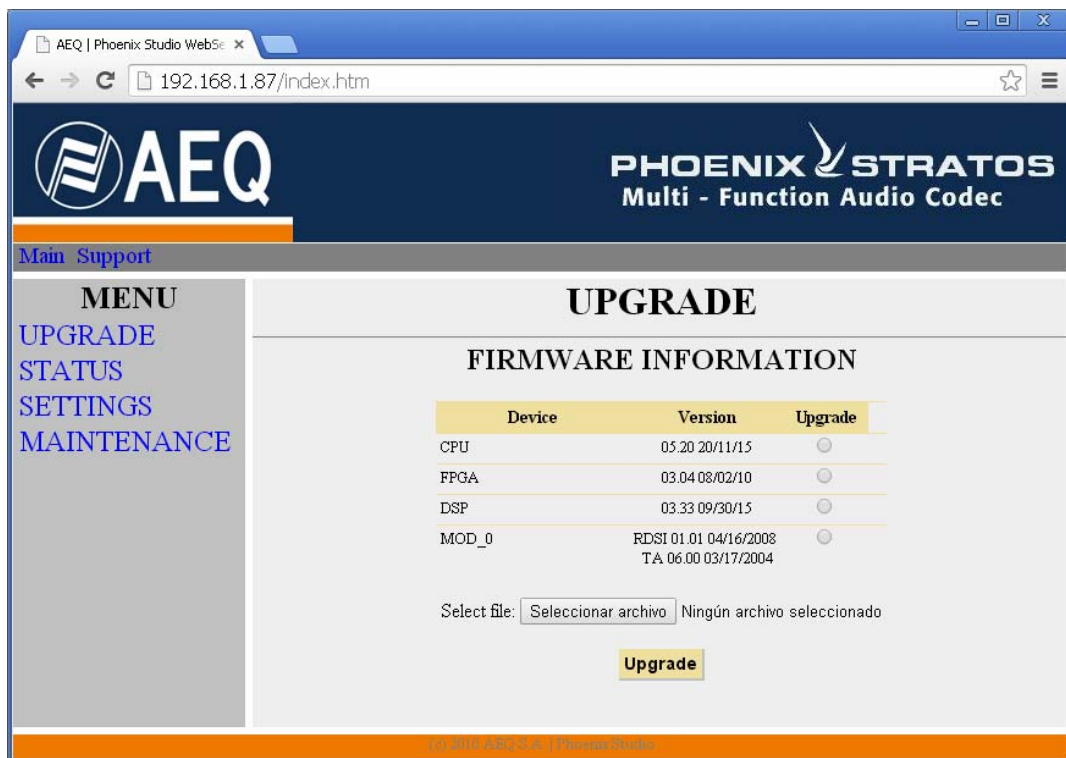 AEQ | Phoenix Studio WebSe
192.168.1.87/index.htm
AEQ
PHOENIX STRATOS
Multi - Function Audio Codec
Main Support
MENU
UPGRADE
STATUS
SETTINGS
MAINTENANCE
UPGRADE
FIRMWARE INFORMATION
Device Version Upgrade
CPU 05.20 20/11/15
FPGA 03.04 08/02/10
DSP 03.33 09/30/15
MOD_0 RDSI 01.01 04/16/2008
TA 06.00 03/17/2004
Select file: Seleccionar archivo Ningún archivo seleccionado
Upgrade
(c) 2010 AEQ S.A. | Phoenix Studio